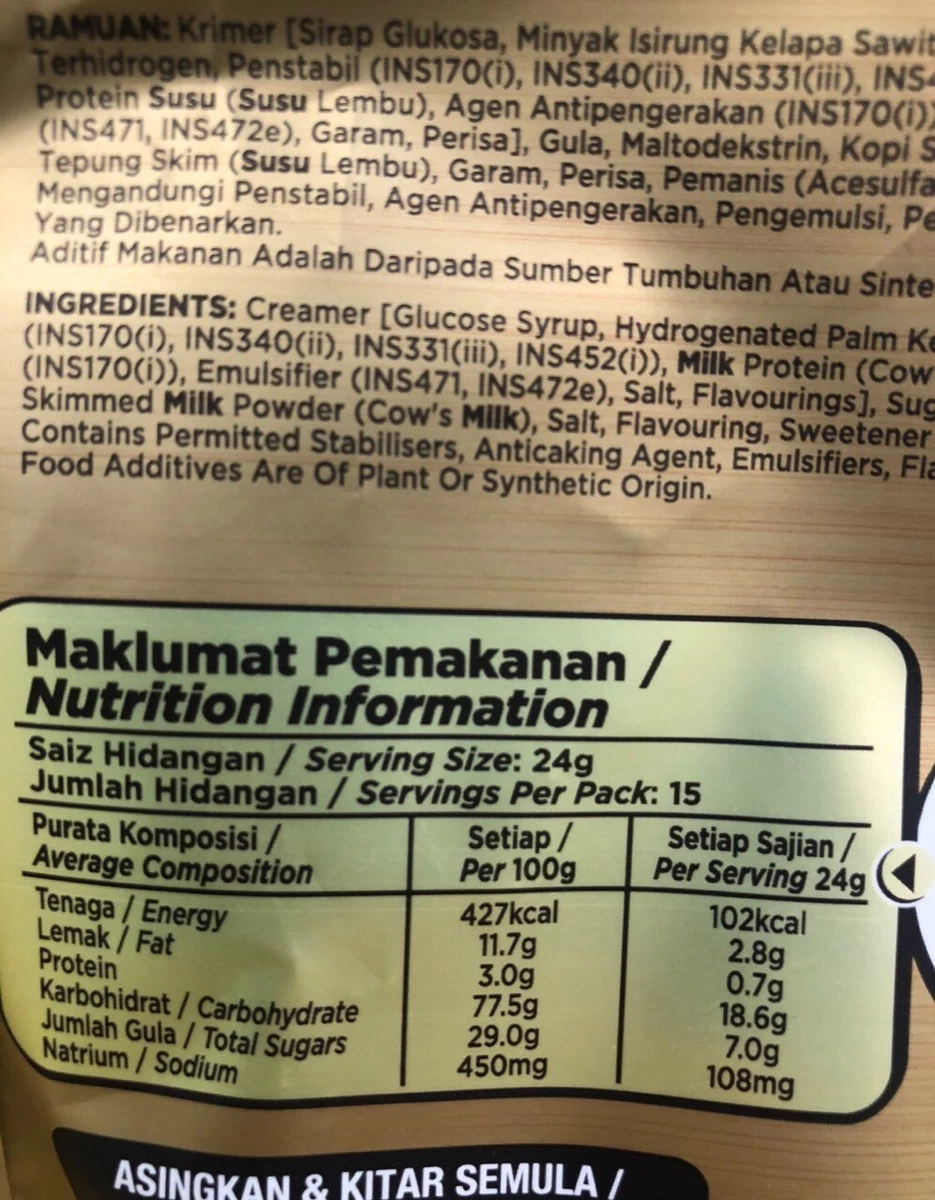 RAMUAN: Krimer [Sirap Glukosa, Minyak Isirung Kelapa Sawit
Terhidrogen, Penstabil (INS170(i), INS340(ii), INS331(iii), INS4
Protein Susu (Susu Lembu), Agen Antipengerakan (INS170(i))
(INS471, INS472e), Garam, Perisa], Gula, Maltodekstrin, Kopi S
Tepung Skim (Susu Lembu), Garam, Perisa, Pemanis (Acesulfa
Mengandungi Penstabil, Agen Antipengerakan, Pengemulsi, Pe
Yang Dibenarkan.
Aditif Makanan Adalah Daripada Sumber Tumbuhan Atau Sinte
INGREDIENTS: Creamer [Glucose Syrup, Hydrogenated Palm Ke
(INS170(i), INS340(ii), INS331(iii), INS452(i)), Milk Protein (Cow'
(INS170(i)), Emulsifier (INS471, INS472e), Salt, Flavourings], Sug
Skimmed Milk Powder (Cow's Milk), Salt, Flavouring, Sweetener
Contains Permitted Stabilisers, Anticaking Agent, Emulsifiers, Fla
Food Additives Are Of Plant Or Synthetic Origin.
Maklumat Pemakanan /
Nutrition Information
Saiz Hidangan / Serving Size: 24g
Jumlah Hidangan / Servings Per Pack: 15
Purata Komposisi / Setiap / Setiap Sajian /
Average Composition Per 100g Per Serving 24g
Tenaga / Energy 427kcal 102kcal
Lemak / Fat 11.7g 2.8g
Protein 3.0g 0.7g
Karbohidrat / Carbohydrate 77.5g 18.6g
Jumlah Gula / Total Sugars 29.0g 7.0g
Natrium / Sodium 450mg 108mg
ASINGKAN & KITAR SEMULA /